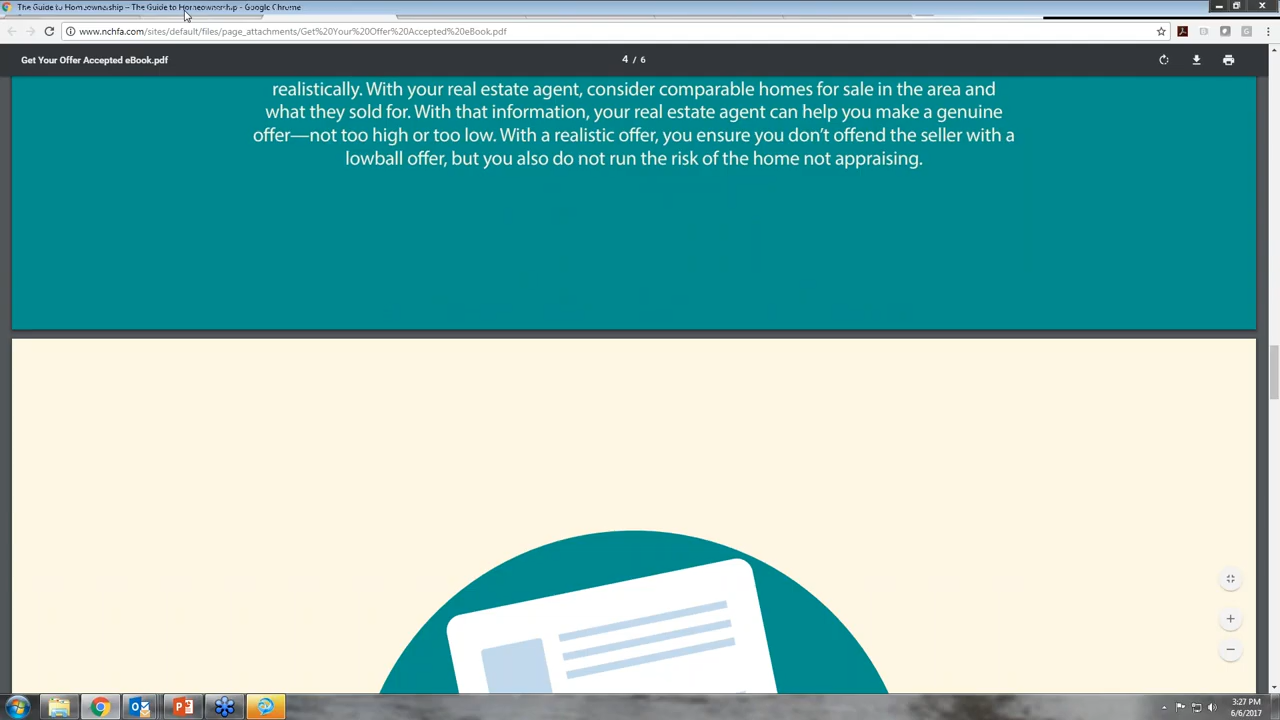 The Guide to Homeownership – The Guide to Homeownership - Google Chrome
www.nchfa.com/sites/default/files/page_attachments/Get%20Your%20Offer%20Accepted%20eBook.pdf
Get Your Offer Accepted eBook.pdf
4 / 6
realistically. With your real estate agent, consider comparable homes for sale in the area and
what they sold for. With that information, your real estate agent can help you make a genuine
offer—not too high or too low. With a realistic offer, you ensure you don’t offend the seller with a
lowball offer, but you also do not run the risk of the home not appraising.
3:27 PM
6/6/2017